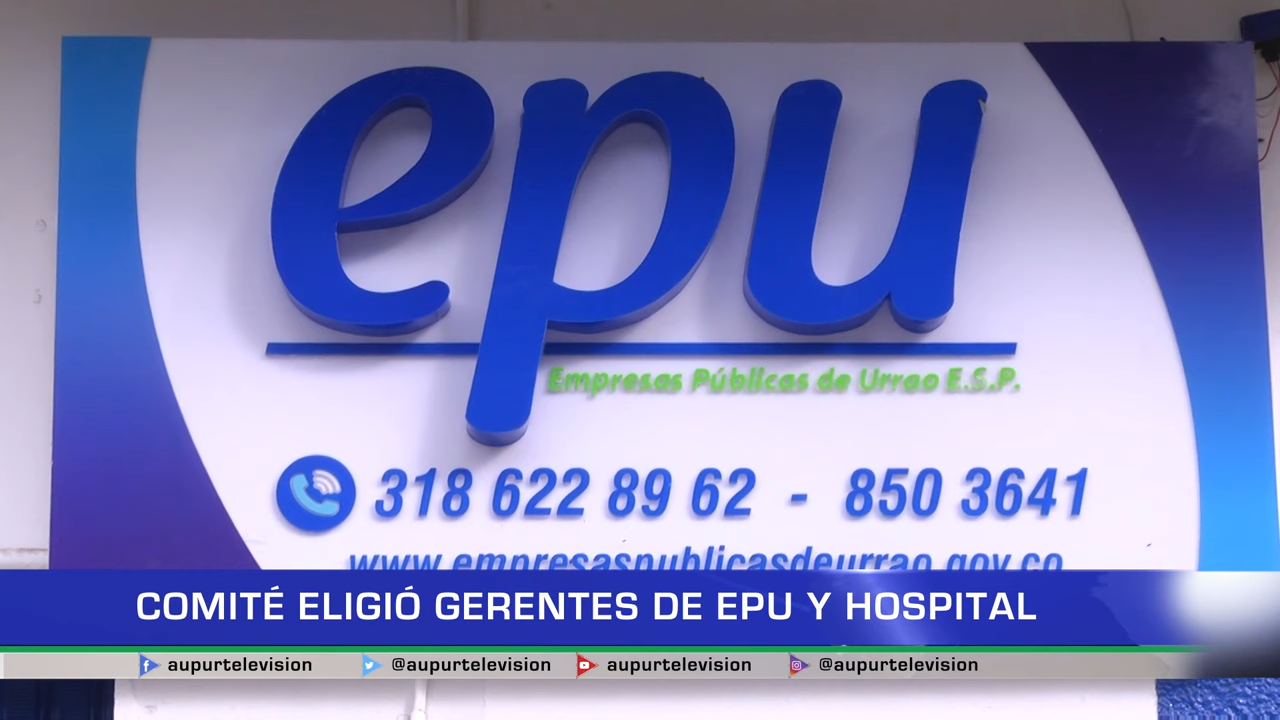 epu
Empresas Públicas de Urrao E.S.P.
318 622 89 62 - 850 3641
www.empresaspublicasdeurrao.gov.co
COMITÉ ELIGIÓ GERENTES DE EPU Y HOSPITAL
aupurtelevision @aupurtelevision aupurtelevision @aupurtelevision